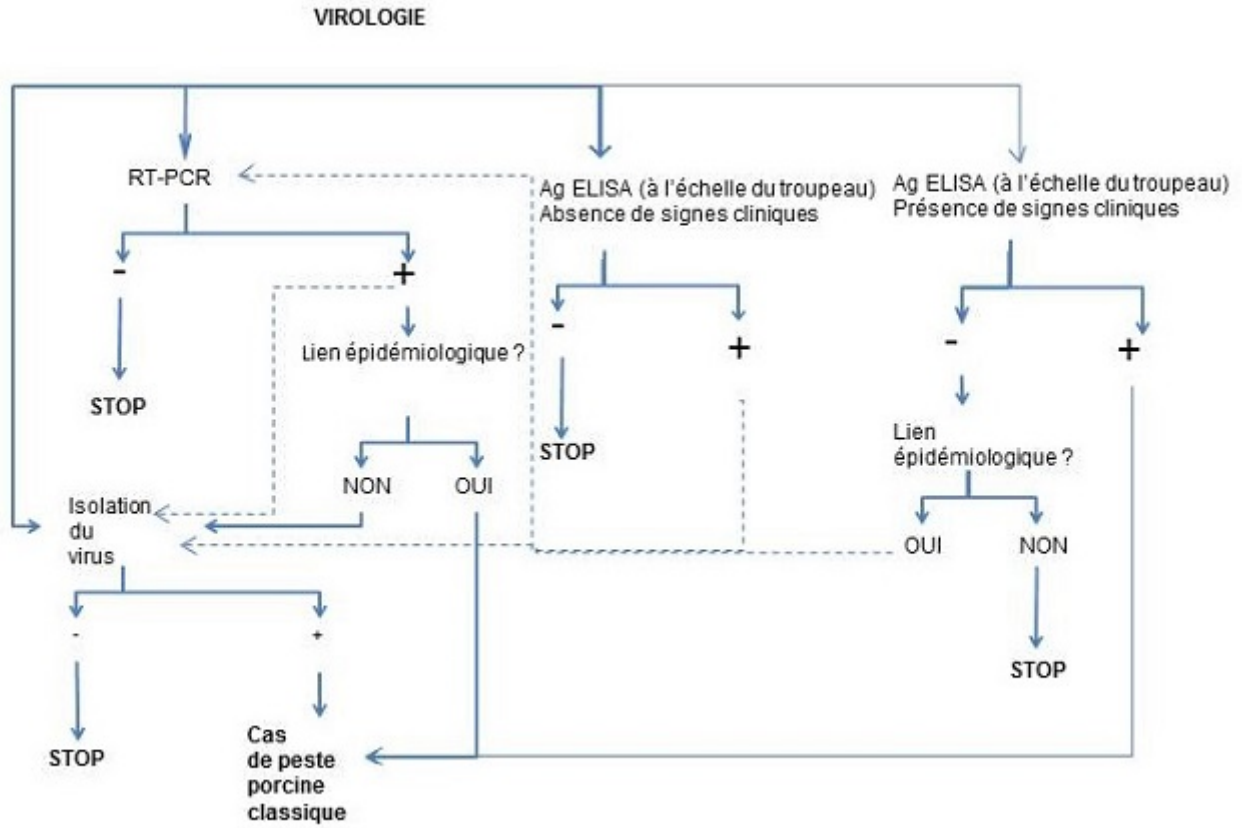 VIROLOGIE
RT-PCR
-
+
STOP
Lien épidémiologique ?
NON
OUI
Ag ELISA (à l'échelle du troupeau)
Absence de signes cliniques
-
+
STOP
Ag ELISA (à l'échelle du troupeau)
Présence de signes cliniques
-
+
Lien
épidémiologique ?
OUI
NON
STOP
Isolation
du
virus
-
+
STOP
Cas
de peste
porcine
classique